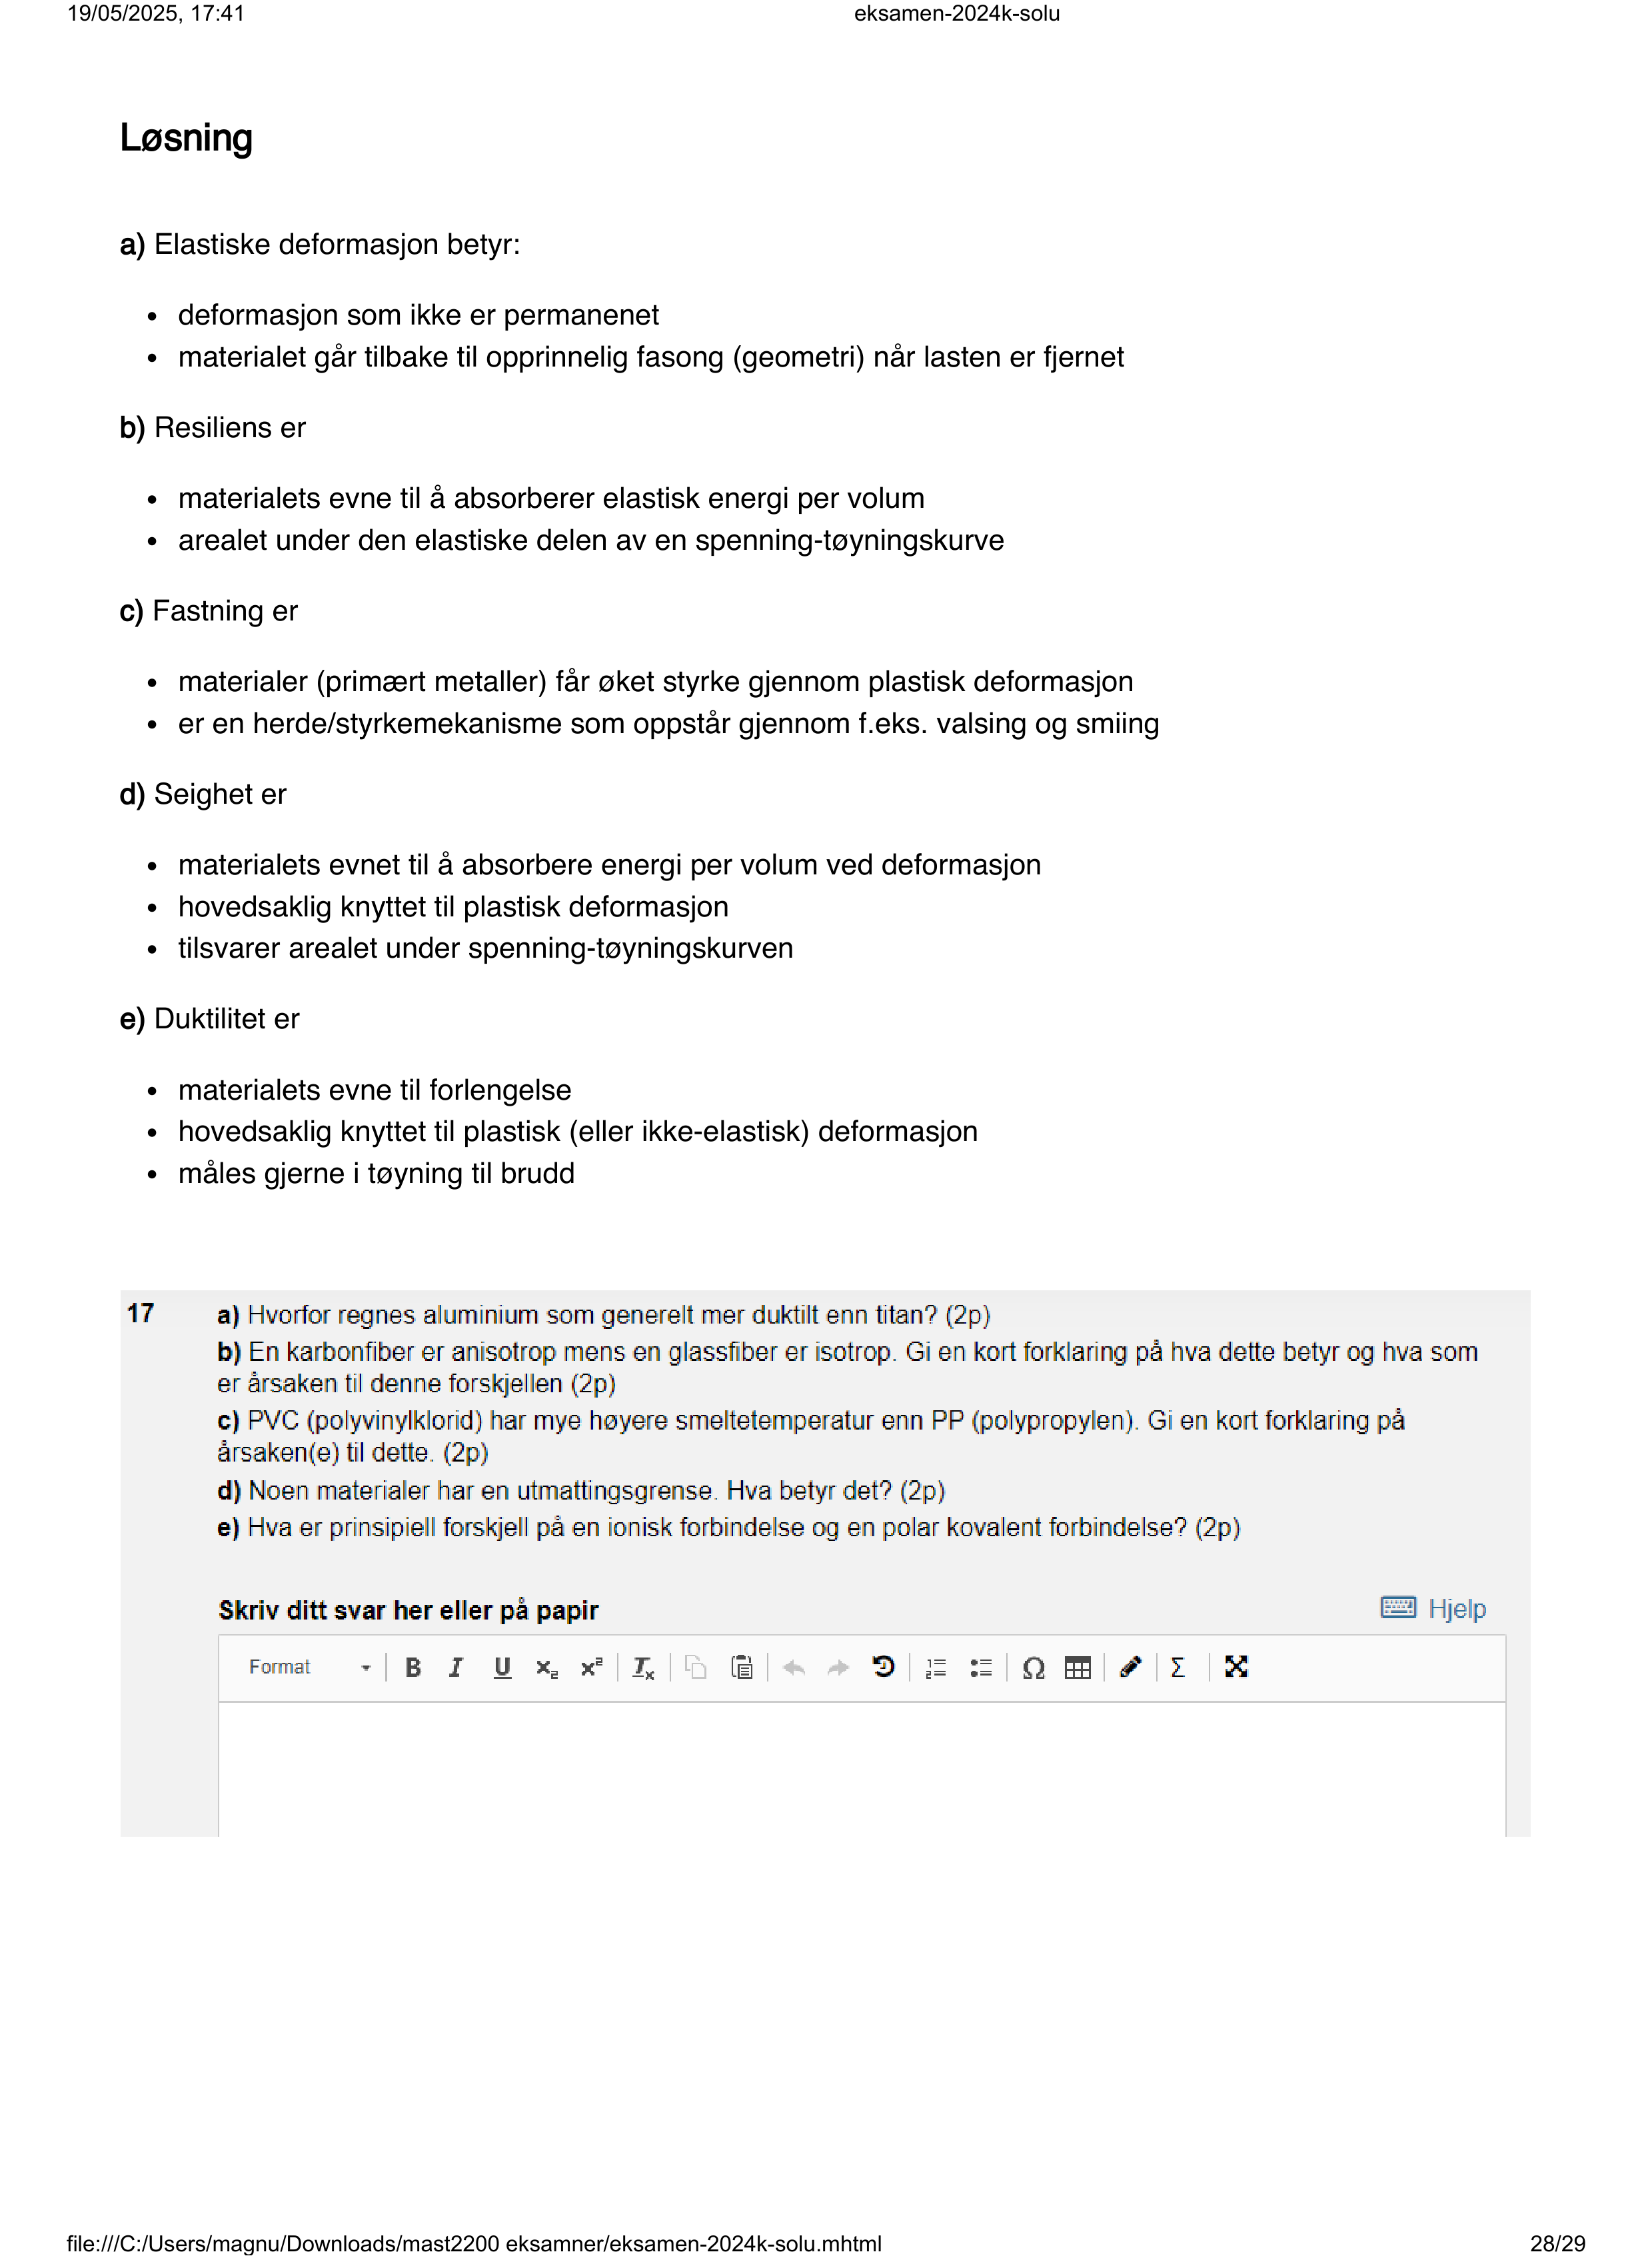 19/05/2025, 17:41
eksamen-2024k-solu
Løsning
a) Elastiske deformasjon betyr:
• deformasjon som ikke er permanenet
• materialet går tilbake til opprinnelig fasong (geometri) når lasten er fjernet
b) Resiliens er
• materialets evne til å absorberer elastisk energi per volum
• arealet under den elastiske delen av en spenning-tøyningskurve
c) Fastning er
• materialer (primært metaller) får øket styrke gjennom plastisk deformasjon
• er en herde/styrkemekanisme som oppstår gjennom f.eks. valsing og smiing
d) Seighet er
• materialets evnet til å absorbere energi per volum ved deformasjon
• hovedsaklig knyttet til plastisk deformasjon
• tilsvarer arealet under spenning-tøyningskurven
e) Duktilitet er
• materialets evne til forlengelse
• hovedsaklig knyttet til plastisk (eller ikke-elastisk) deformasjon
• måles gjerne i tøyning til brudd
17 a) Hvorfor regnes aluminium som generelt mer duktilt enn titan? (2p)
b) En karbonfiber er anisotrop mens en glassfiber er isotrop. Gi en kort forklaring på hva dette betyr og hva som
er årsaken til denne forskjellen (2p)
c) PVC (polyvinylklorid) har mye høyere smeltetemperatur enn PP (polypropylen). Gi en kort forklaring på
årsaken(e) til dette. (2p)
d) Noen materialer har en utmattingsgrense. Hva betyr det? (2p)
e) Hva er prinsipiell forskjell på en ionisk forbindelse og en polar kovalent forbindelse? (2p)
Skriv ditt svar her eller på papir
Hjelp
Format B I U x₂ x² Tx Ω Σ
file:///C:/Users/magnu/Downloads/mast2200 eksamner/eksamen-2024k-solu.mhtml
28/29